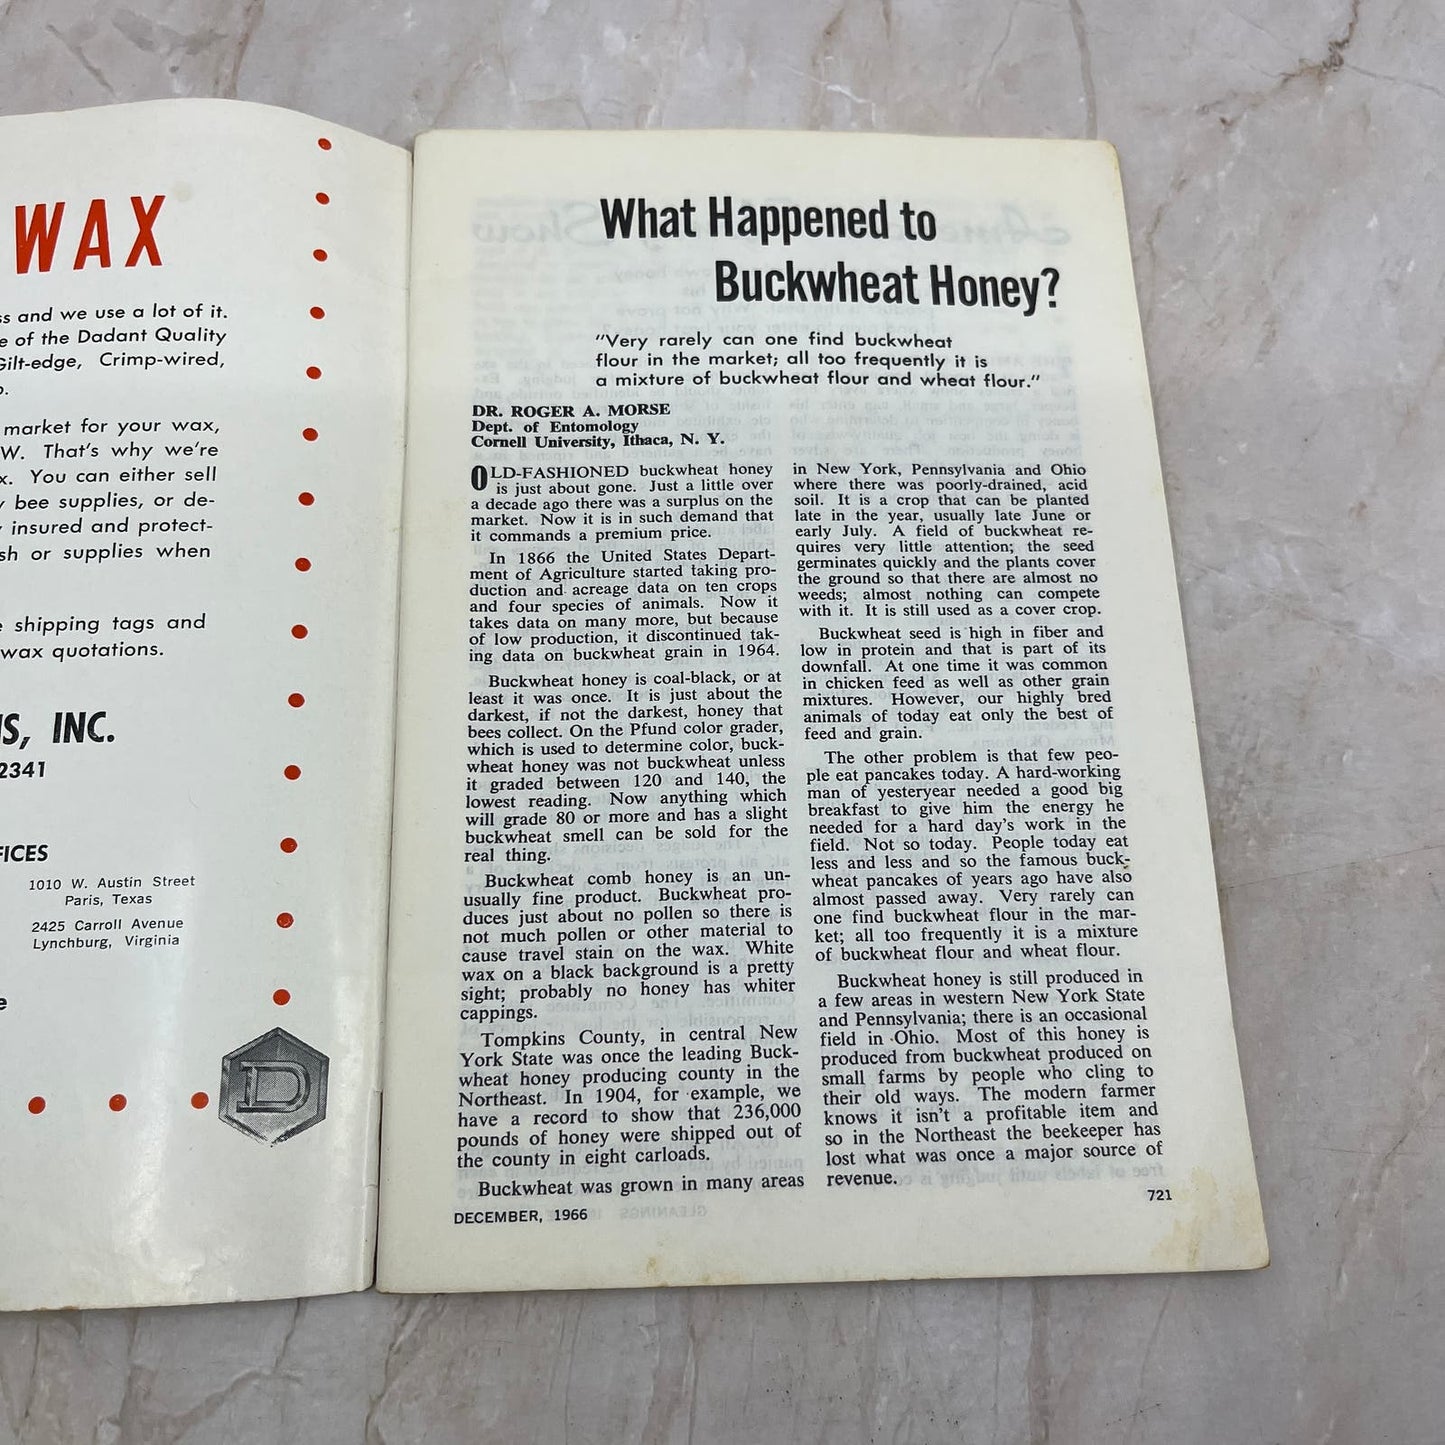 WAX
and we use a lot of it.
e of the Dadant Quality
Gilt-edge, Crimp-wired,
market for your wax,
W. That's why we're
x. You can either sell
bee supplies, or de-
insured and protect-
sh or supplies when
shipping tags and
wax quotations.
S, INC.
2341
FICES
1010 W. Austin Street
Paris, Texas
2425 Carroll Avenue
Lynchburg, Virginia
e
D
What Happened to
Buckwheat Honey?
"Very rarely can one find buckwheat
flour in the market; all too frequently it is
a mixture of buckwheat flour and wheat flour."
DR. ROGER A. MORSE
Dept. of Entomology
Cornell University, Ithaca, N. Y.
OLD-FASHIONED buckwheat honey
is just about gone. Just a little over
a decade ago there was a surplus on the
market. Now it is in such demand that
it commands a premium price.
In 1866 the United States Depart-
ment of Agriculture started taking pro-
duction and acreage data on ten crops
and four species of animals. Now it
takes data on many more, but because
of low production, it discontinued tak-
ing data on buckwheat grain in 1964.
Buckwheat honey is coal-black, or at
least it was once. It is just about the
darkest, if not the darkest, honey that
bees collect. On the Pfund color grader,
which is used to determine color, buck-
wheat honey was not buckwheat unless
it graded between 120 and 140, the
lowest reading. Now anything which
will grade 80 or more and has a slight
buckwheat smell can be sold for the
real thing.
Buckwheat comb honey is an un-
usually fine product. Buckwheat pro-
duces just about no pollen so there is
not much pollen or other material to
cause travel stain on the wax. White
wax on a black background is a pretty
sight; probably no honey has whiter
cappings.
Tompkins County, in central New
York State was once the leading Buck-
wheat honey producing county in the
Northeast. In 1904, for example, we
have a record to show that 236,000
pounds of honey were shipped out of
the county in eight carloads.
Buckwheat was grown in many areas
in New York, Pennsylvania and Ohio
where there was poorly-drained, acid
soil. It is a crop that can be planted
late in the year, usually late June or
early July. A field of buckwheat re-
quires very little attention; the seed
germinates quickly and the plants cover
the ground so that there are almost no
weeds; almost nothing can compete
with it. It is still used as a cover crop.
Buckwheat seed is high in fiber and
low in protein and that is part of its
downfall. At one time it was common
in chicken feed as well as other grain
mixtures. However, our highly bred
animals of today eat only the best of
feed and grain.
The other problem is that few peo-
ple eat pancakes today. A hard-working
man of yesteryear needed a good big
breakfast to give him the energy he
needed for a hard day's work in the
field. Not so today. People today eat
less and less and so the famous buck-
wheat pancakes of years ago have also
almost passed away. Very rarely can
one find buckwheat flour in the mar-
ket; all too frequently it is a mixture
of buckwheat flour and wheat flour.
Buckwheat honey is still produced in
a few areas in western New York State
and Pennsylvania; there is an occasional
field in Ohio. Most of this honey is
produced from buckwheat produced on
small farms by people who cling to
their old ways. The modern farmer
knows it isn't a profitable item and
so in the Northeast the beekeeper has
lost what was once a major source of
revenue.
DECEMBER, 1966
721